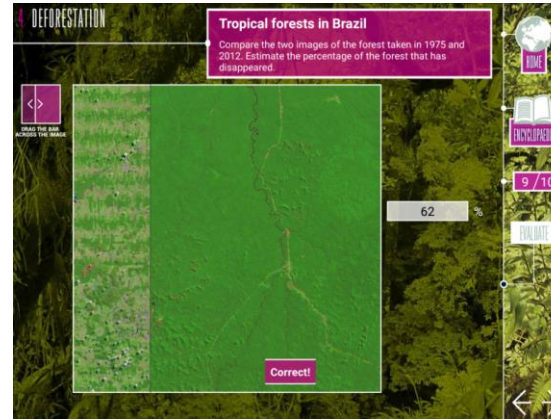 4 DEFORESTATION
Tropical forests in Brazil
Compare the two images of the forest taken in 1975 and
2012. Estimate the percentage of the forest that has
disappeared.
HOME
DRAG THE BAR
ACROSS THE IMAGE
ENCYCLOPAED
9 /10
62 %
EVALUATE
Correct!